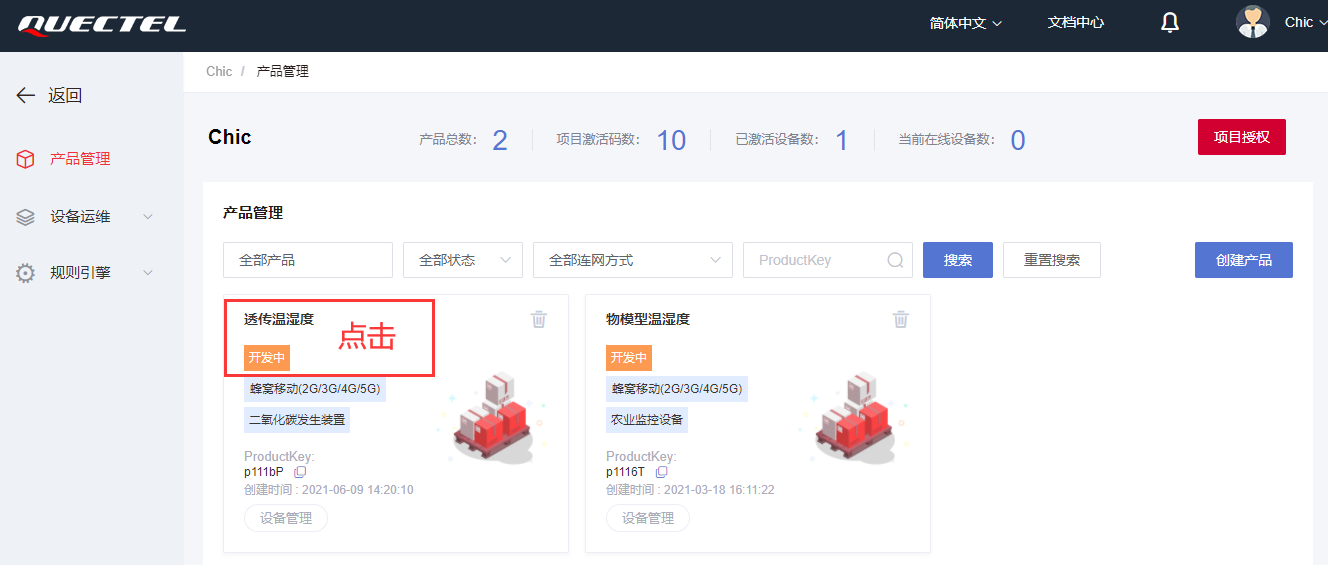 QUECTEL 简体中文 文档中心 Chic
返回
产品管理
设备运维
规则引擎
Chic / 产品管理
Chic 产品总数： 2 项目激活码数： 10 已激活设备数： 1 当前在线设备数： 0 项目授权
产品管理
全部产品 全部状态 全部连网方式 ProductKey 搜索 重置搜索 创建产品
透传温湿度
点击
开发中
蜂窝移动(2G/3G/4G/5G)
二氧化碳发生装置
ProductKey:
p111bP
创建时间 : 2021-06-09 14:20:10
设备管理
物模型温湿度
开发中
蜂窝移动(2G/3G/4G/5G)
农业监控设备
ProductKey:
p1116T
创建时间 : 2021-03-18 16:11:22
设备管理